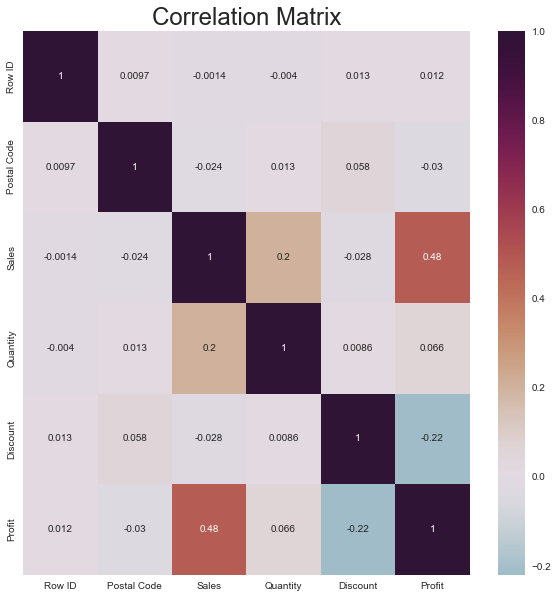 Correlation Matrix
Row ID 1 0.0097 -0.0014 -0.004 0.013 0.012
Postal Code 0.0097 1 -0.024 0.013 0.058 -0.03
Sales -0.0014 -0.024 1 0.2 -0.028 0.48
Quantity -0.004 0.013 0.2 1 0.0086 0.066
Discount 0.013 0.058 -0.028 0.0086 1 -0.22
Profit 0.012 -0.03 0.48 0.066 -0.22 1
Row ID Postal Code Sales Quantity Discount Profit
1.0
0.8
0.6
0.4
0.2
0.0
−0.2